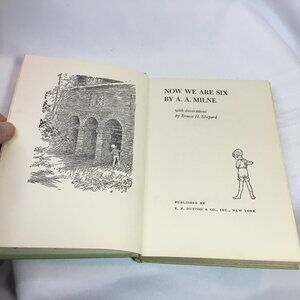 NOW WE ARE SIX
BY A. A. MILNE
with decorations
by Ernest H. Shepard
PUBLISHED BY
E. P. DUTTON & CO., INC., NEW YORK